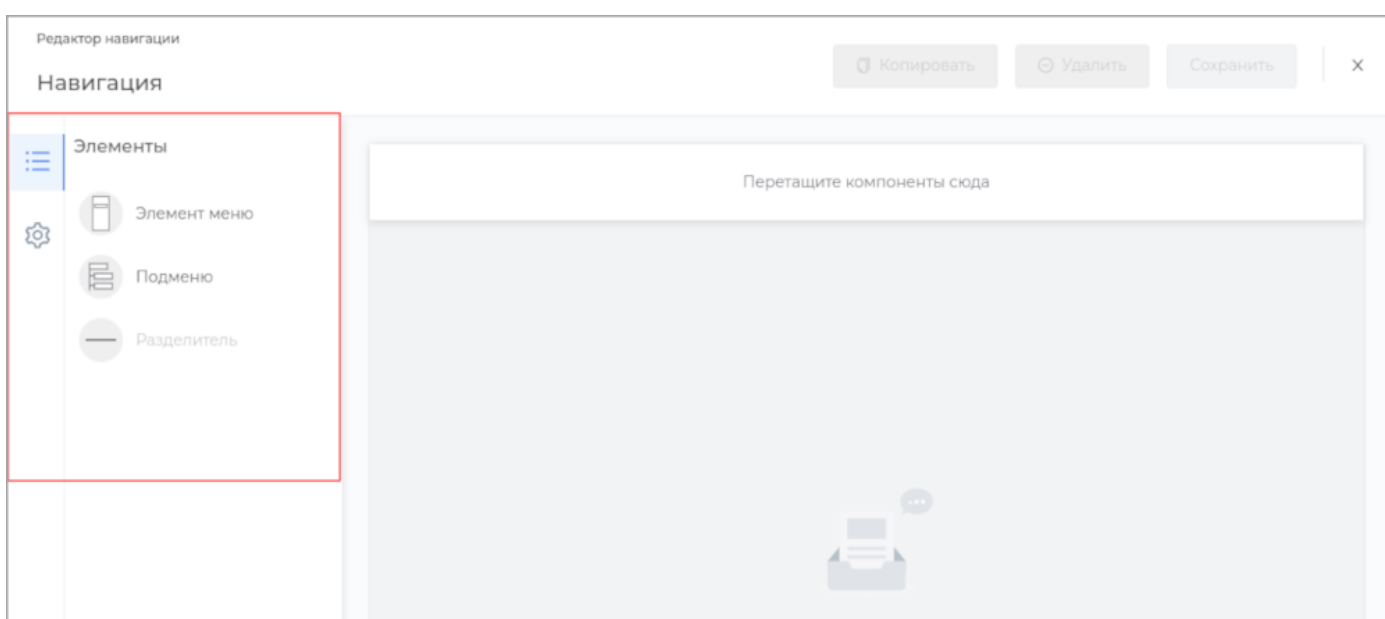 Редактор навигации
Навигация
Копировать
Удалить
Сохранить
Элементы
Элемент меню
Подменю
Разделитель
Перетащите компоненты сюда